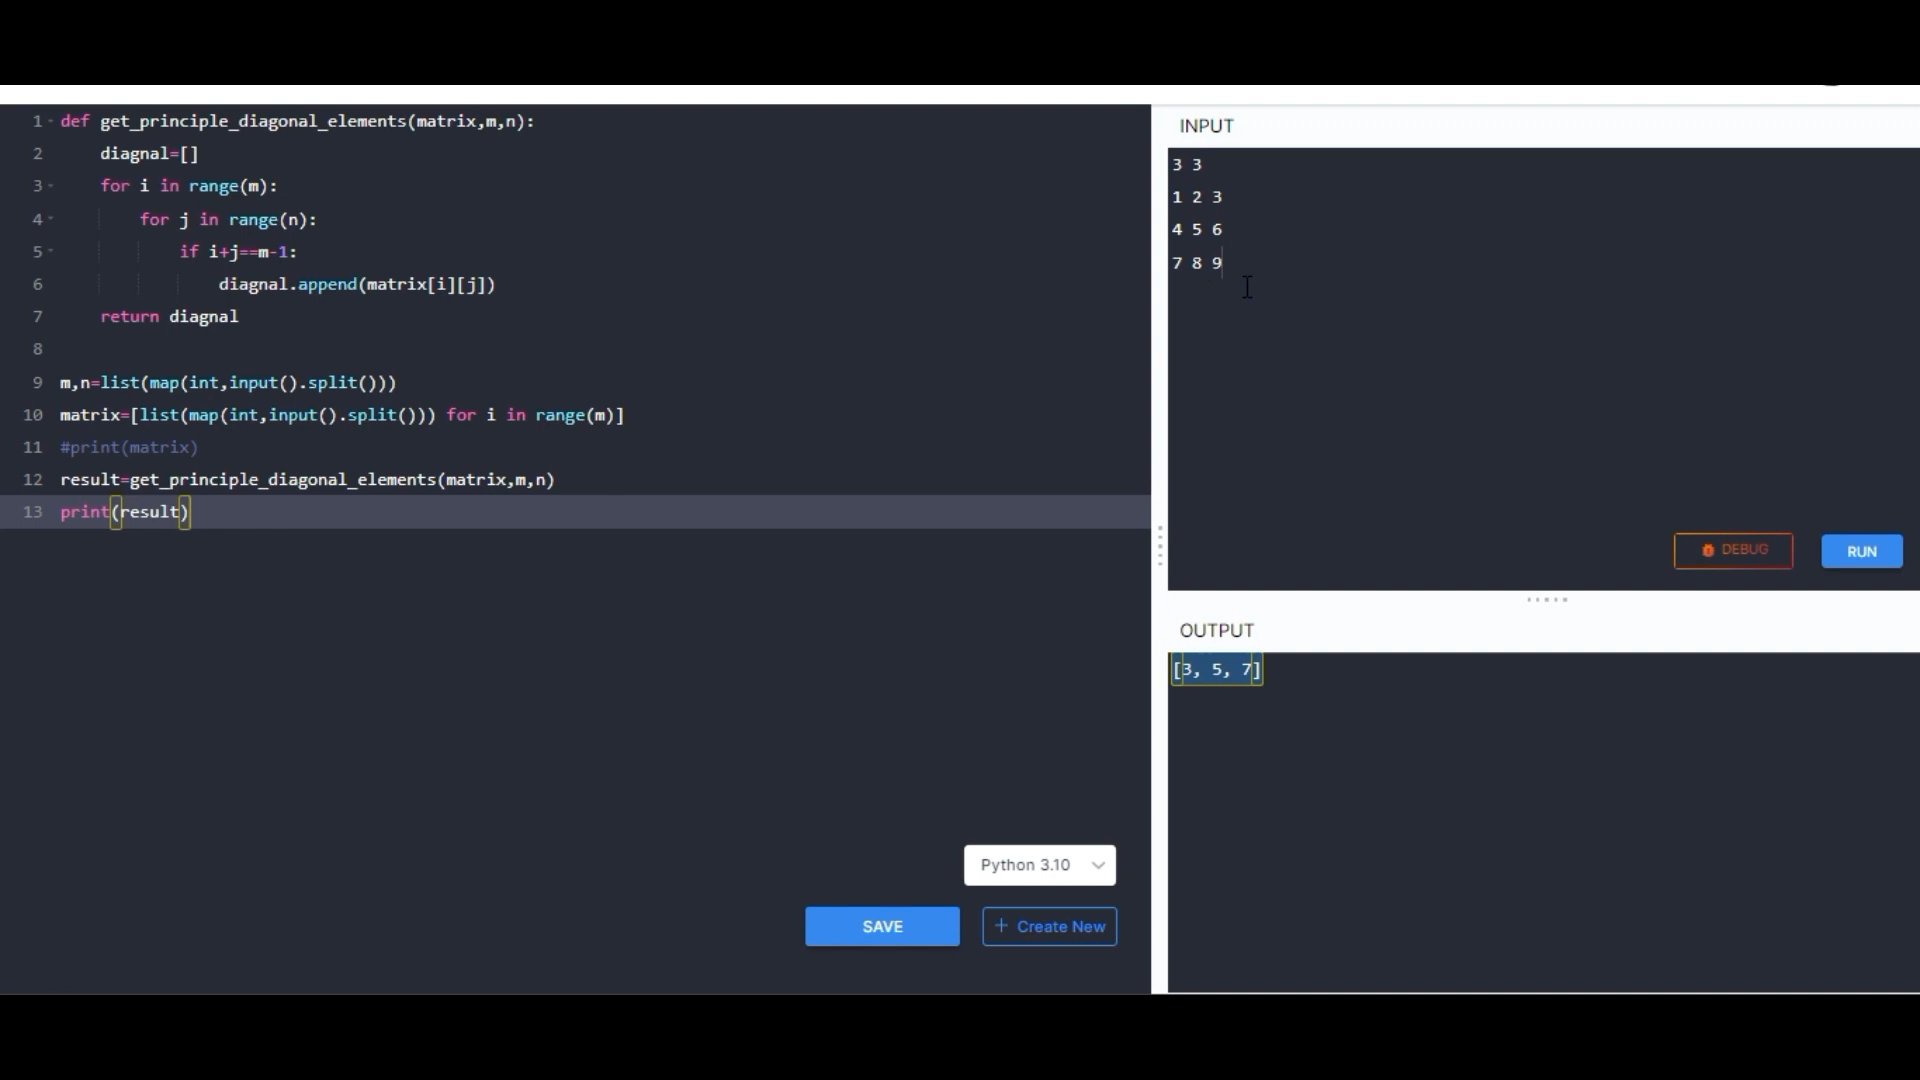 1 def get_principle_diagonal_elements(matrix,m,n):
2     diagnal=[]
3     for i in range(m):
4         for j in range(n):
5             if i+j==m-1:
6                 diagnal.append(matrix[i][j])
7     return diagnal
8
9 m,n=list(map(int,input().split()))
10 matrix=[list(map(int,input().split())) for i in range(m)]
11 #print(matrix)
12 result=get_principle_diagonal_elements(matrix,m,n)
13 print(result)
Python 3.10
SAVE
+ Create New
INPUT
3 3
1 2 3
4 5 6
7 8 9
DEBUG
RUN
OUTPUT
[3, 5, 7]